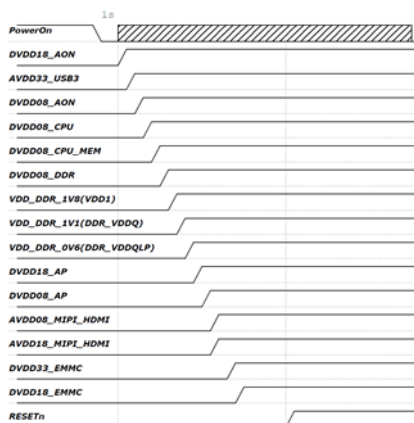 1s
PowerOn
DVDD18_AON
AVDD33_USB3
DVDD08_AON
DVDD08_CPU
DVDD08_CPU_MEM
DVDD08_DDR
VDD_DDR_1V8(VDD1)
VDD_DDR_1V1(DDR_VDDQ)
VDD_DDR_0V6(DDR_VDDQLP)
DVDD18_AP
DVDD08_AP
AVDD08_MIPI_HDMI
AVDD18_MIPI_HDMI
DVDD33_EMMC
DVDD18_EMMC
RESETn